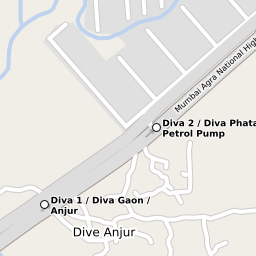 Mumbai Agra National High
Diva 2 / Diva Phata
Petrol Pump
Diva 1 / Diva Gaon /
Anjur
Dive Anjur